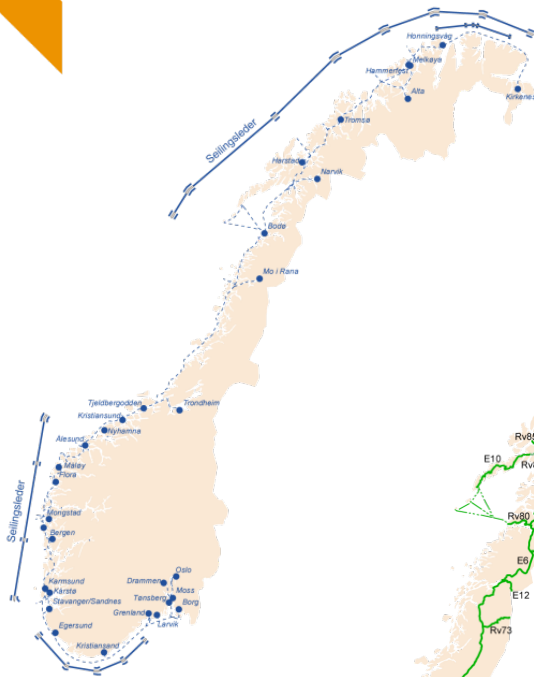 Honningsvåg
Melkøya
Hammerfest
Alta
Kirkenes
Tromsø
Seilingsleder
Harstad
Narvik
Bodø
Mo i Rana
Tjeldbergodden
Trondheim
Kristiansund
Nyhamna
Ålesund
Måløy
Florø
Mongstad
Bergen
Seilingsleder
Oslo
Drammen
Karmsund
Kårstø
Moss
Tønsberg
Stavanger/Sandnes
Borg
Grenland
Larvik
Egersund
Kristiansand
Rv85
E10
Rv8
Rv80
E6
E12
Rv73